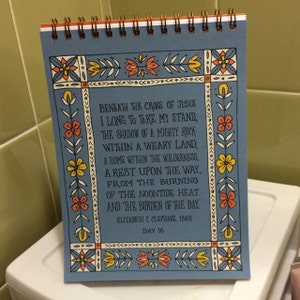 BENEATH THE CROSS OF JESUS
I LONG TO TAKE MY STAND,
THE SHADOW OF A MIGHTY ROCK
WITHIN A WEARY LAND,
A HOME WITHIN THE WILDERNESS,
A REST UPON THE WAY,
FROM THE BURNING
OF THE NOONTIDE HEAT
AND THE BURDEN OF THE DAY.
ELIZABETH C. CLEPHANE, 1868
DAY 16